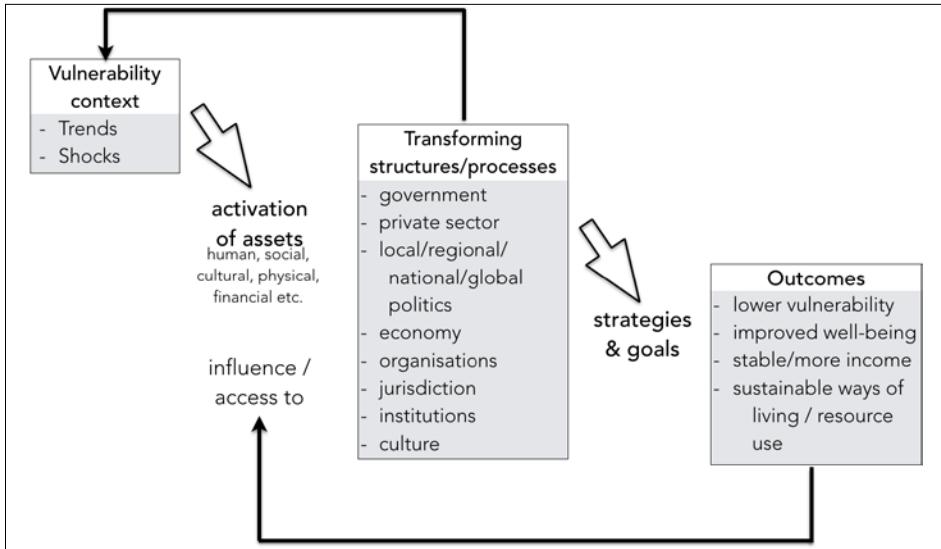 Vulnerability
context
- Trends
- Shocks
activation
of assets
human, social,
cultural, physical,
financial etc.
influence /
access to
Transforming
structures/processes
- government
- private sector
- local/regional/
national/global
politics
- economy
- organisations
- jurisdiction
- institutions
- culture
strategies
& goals
Outcomes
- lower vulnerability
- improved well-being
- stable/more income
- sustainable ways of
living / resource
use